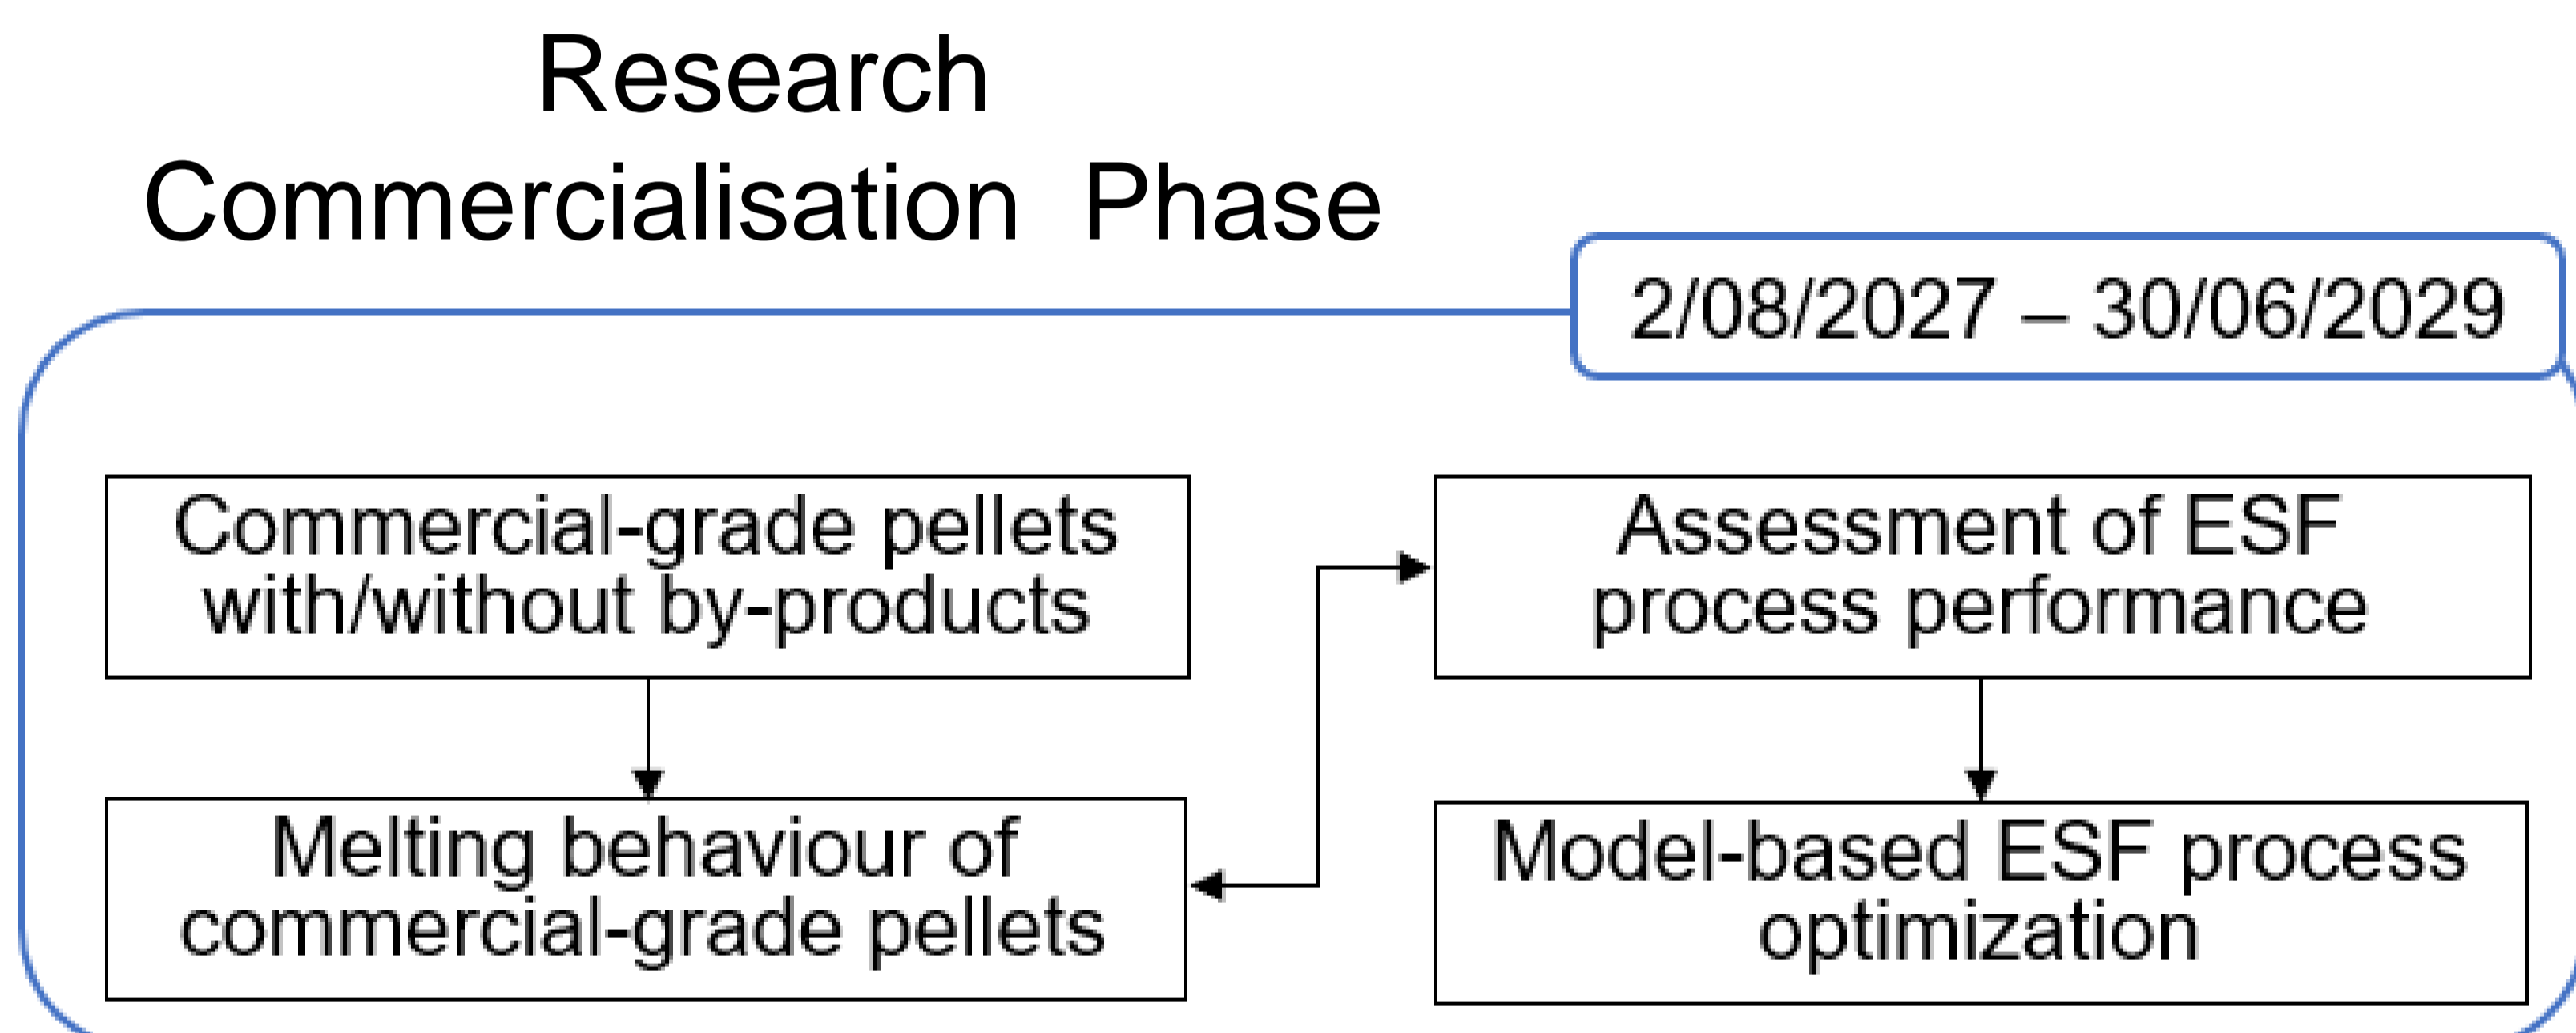 Research
Commercialisation Phase
2/08/2027 – 30/06/2029
Commercial-grade pellets
with/without by-products
Assessment of ESF
process performance
Melting behaviour of
commercial-grade pellets
Model-based ESF process
optimization